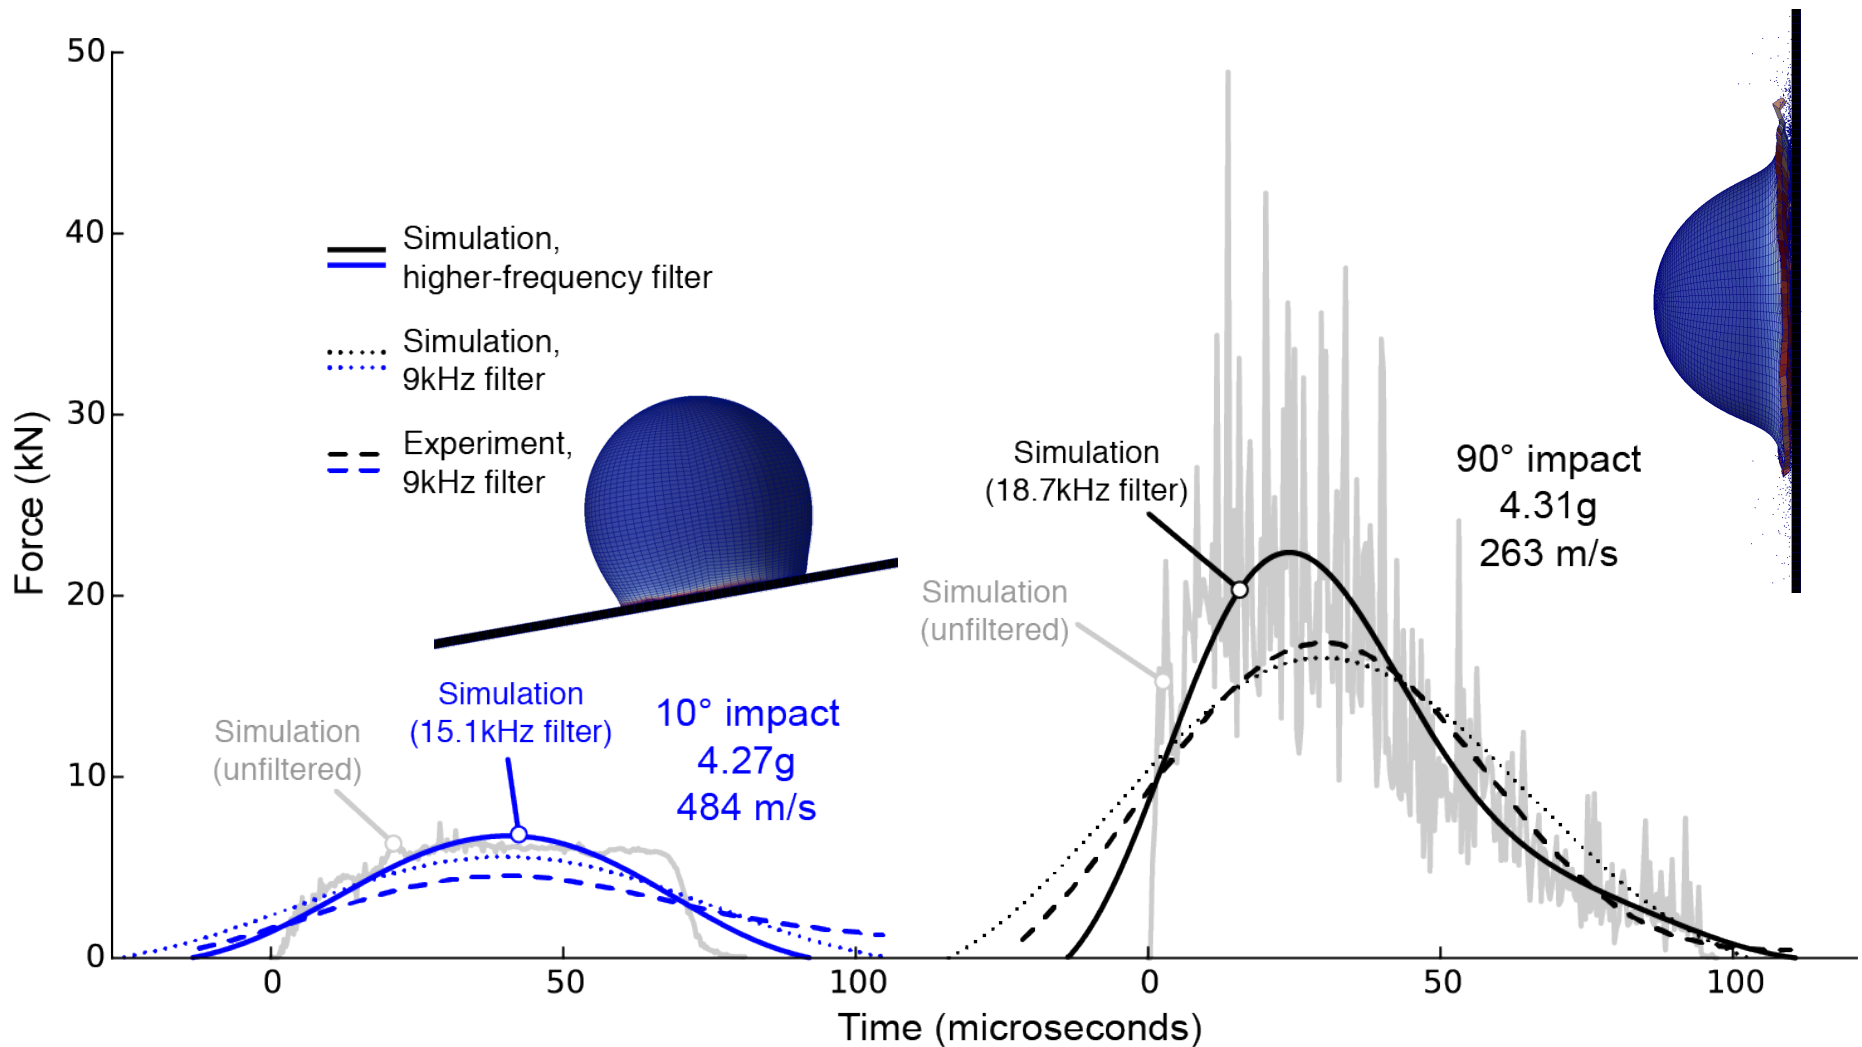 50
40
30
20
10
0
Force (kN)
Simulation,
higher-frequency filter
Simulation,
9kHz filter
Experiment,
9kHz filter
Simulation
(unfiltered)
Simulation
(15.1kHz filter)
10° impact
4.27g
484 m/s
Simulation
(18.7kHz filter)
Simulation
(unfiltered)
90° impact
4.31g
263 m/s
0 50 100 0 50 100
Time (microseconds)